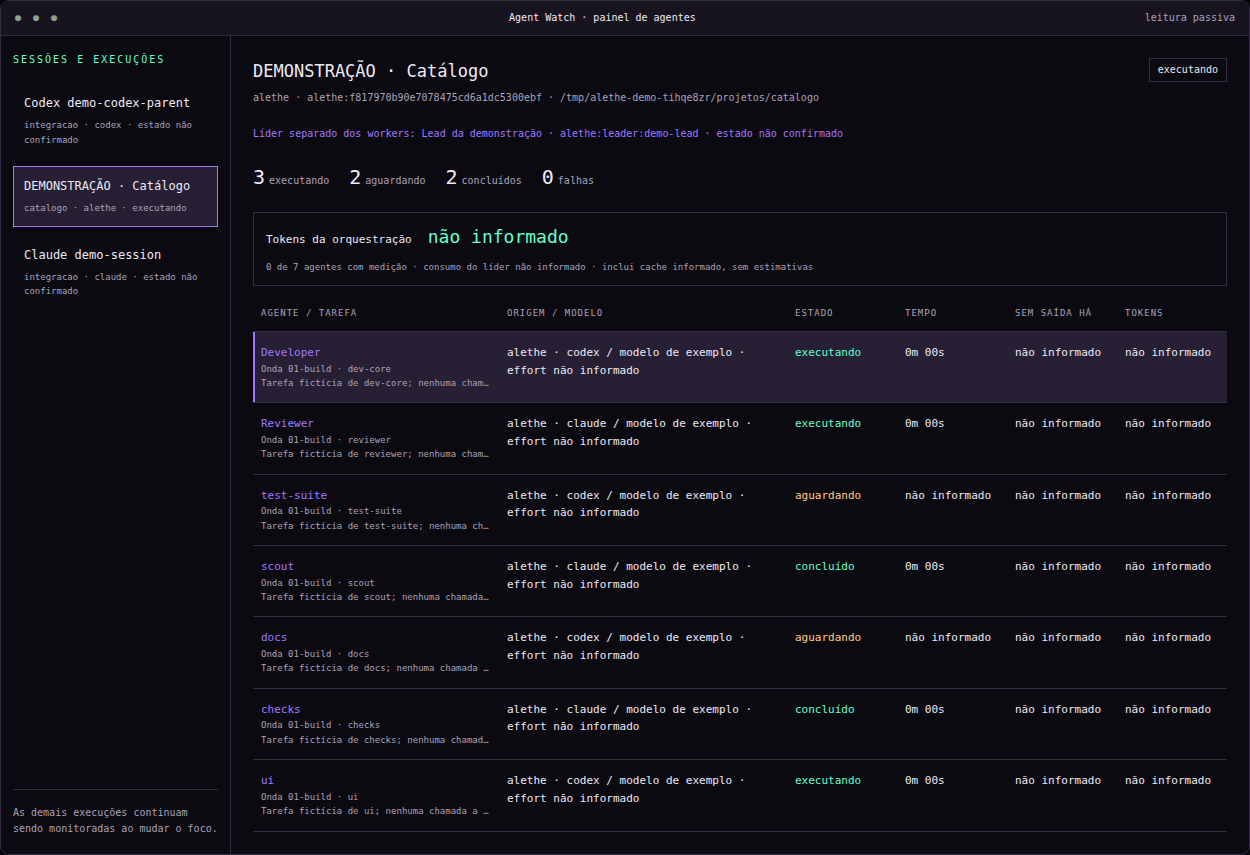 Agent Watch · painel de agentes
leitura passiva
SESSÕES E EXECUÇÕES
Codex demo-codex-parent
integracao · codex · estado não
confirmado
DEMONSTRAÇÃO · Catálogo
catalogo · alethe · executando
Claude demo-session
integracao · claude · estado não
confirmado
As demais execuções continuam
sendo monitoradas ao mudar o foco.
DEMONSTRAÇÃO · Catálogo
executando
alethe · alethe:f817970b90e7078475cd6a1dc5300ebf · /tmp/alethe-demo-tihqe8zr/projetos/catalogo
Líder separado dos workers: Lead da demonstração · alethe:leader:demo-lead · estado não confirmado
3 executando 2 aguardando 2 concluídos 0 falhas
Tokens da orquestração não informado
0 de 7 agentes com medição · consumo do líder não informado · inclui cache informado, sem estimativas
AGENTE / TAREFA ORIGEM / MODELO ESTADO TEMPO SEM SAÍDA HÁ TOKENS
Developer
Onda 01-build · dev-core
Tarefa fictícia de dev-core; nenhuma cham…
alethe · codex / modelo de exemplo ·
effort não informado
executando 0m 00s não informado não informado
Reviewer
Onda 01-build · reviewer
Tarefa fictícia de reviewer; nenhuma cham…
alethe · claude / modelo de exemplo ·
effort não informado
executando 0m 00s não informado não informado
test-suite
Onda 01-build · test-suite
Tarefa fictícia de test-suite; nenhuma ch…
alethe · codex / modelo de exemplo ·
effort não informado
aguardando não informado não informado não informado
scout
Onda 01-build · scout
Tarefa fictícia de scout; nenhuma chamada…
alethe · claude / modelo de exemplo ·
effort não informado
concluído 0m 00s não informado não informado
docs
Onda 01-build · docs
Tarefa fictícia de docs; nenhuma chamada …
alethe · codex / modelo de exemplo ·
effort não informado
aguardando não informado não informado não informado
checks
Onda 01-build · checks
Tarefa fictícia de checks; nenhuma chamad…
alethe · claude / modelo de exemplo ·
effort não informado
concluído 0m 00s não informado não informado
ui
Onda 01-build · ui
Tarefa fictícia de ui; nenhuma chamada a …
alethe · codex / modelo de exemplo ·
effort não informado
executando 0m 00s não informado não informado